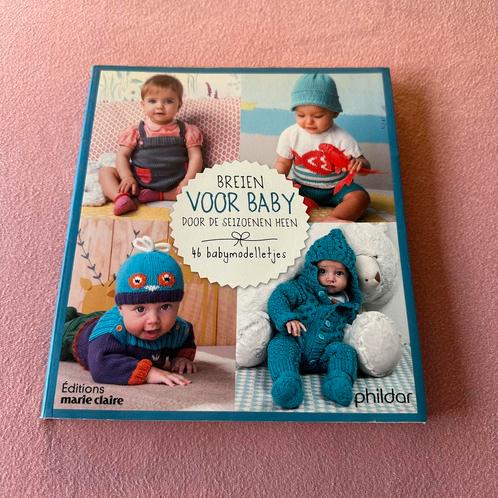 BREIEN
VOOR BABY
DOOR DE SEIZOENEN HEEN
46 babymodelletjes
Éditions
marie claire
phildar